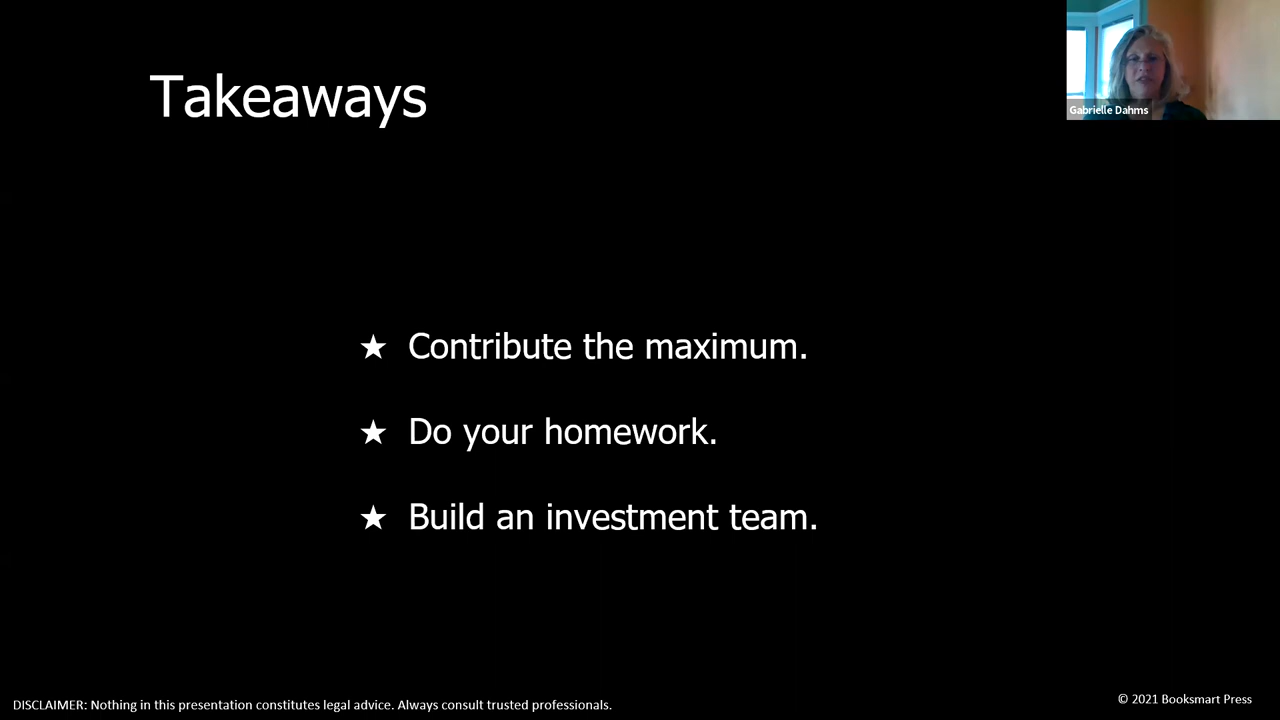 Takeaways
Gabrielle Dahms
★ Contribute the maximum.
★ Do your homework.
★ Build an investment team.
DISCLAIMER: Nothing in this presentation constitutes legal advice. Always consult trusted professionals.
© 2021 Booksmart Press